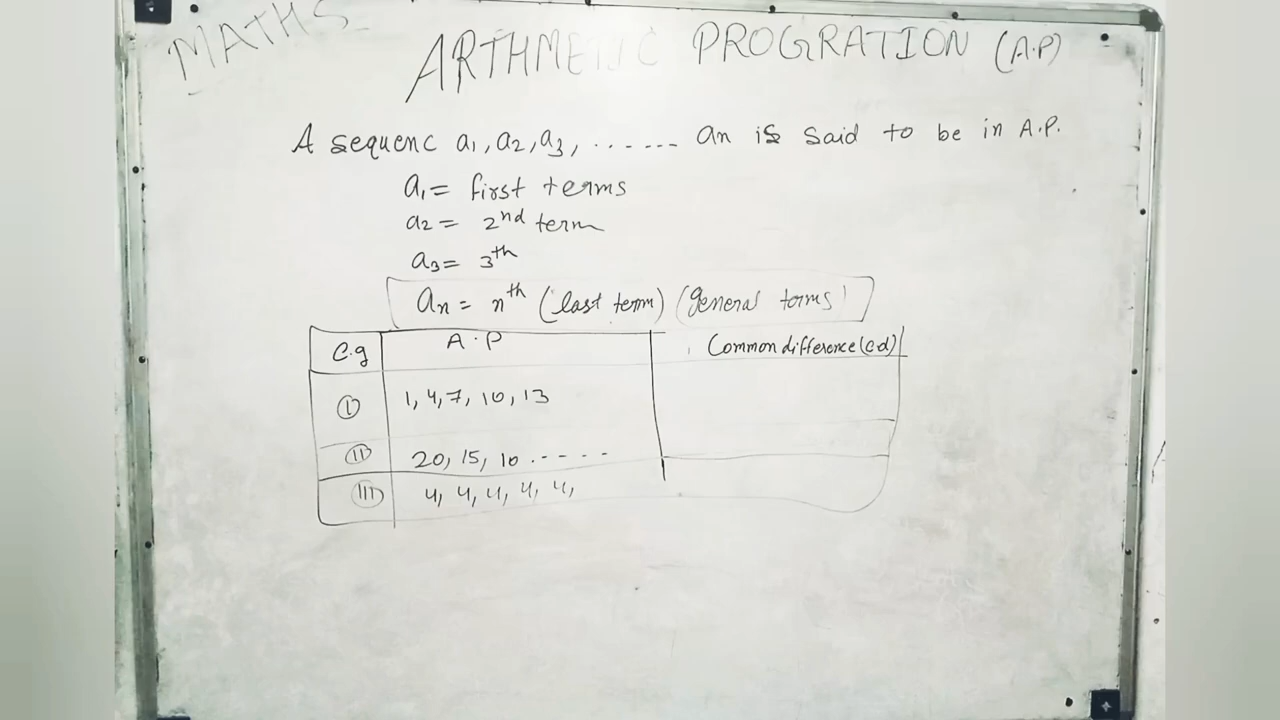 MATHS
ARTHMETIC PROGRATION (A.P)
A sequenc a₁, a₂, a₃, ....... an is said to be in A.P.
a₁ = first terms
a₂ = 2nd term
a₃ = 3th
an = nth (last term) (general terms)
e.g A.P Common difference (cd)
(i) 1, 4, 7, 10, 13
(ii) 20, 15, 10 .....
(iii) 4, 4, 4, 4, 4,